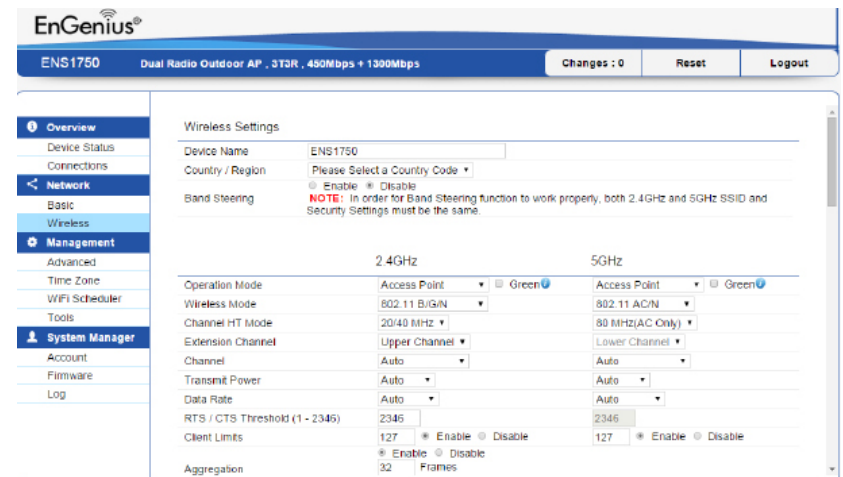 EnGenius®
ENS1750 Dual Radio Outdoor AP , 3T3R , 450Mbps + 1300Mbps Changes : 0 Reset Logout
Overview
Device Status
Connections
Network
Basic
Wireless
Management
Advanced
Time Zone
WiFi Scheduler
Tools
System Manager
Account
Firmware
Log
Wireless Settings
Device Name ENS1750
Country / Region Please Select a Country Code
Band Steering Enable Disable
NOTE: In order for Band Steering function to work properly, both 2.4GHz and 5GHz SSID and
Security Settings must be the same.
2.4GHz 5GHz
Operation Mode Access Point Green Access Point Green
Wireless Mode 802.11 B/G/N 802.11 AC/N
Channel HT Mode 20/40 MHz 80 MHz(AC Only)
Extension Channel Upper Channel Lower Channel
Channel Auto Auto
Transmit Power Auto Auto
Data Rate Auto Auto
RTS / CTS Threshold (1 - 2346) 2346 2346
Client Limits 127 Enable Disable 127 Enable Disable
Enable Disable
Aggregation 32 Frames